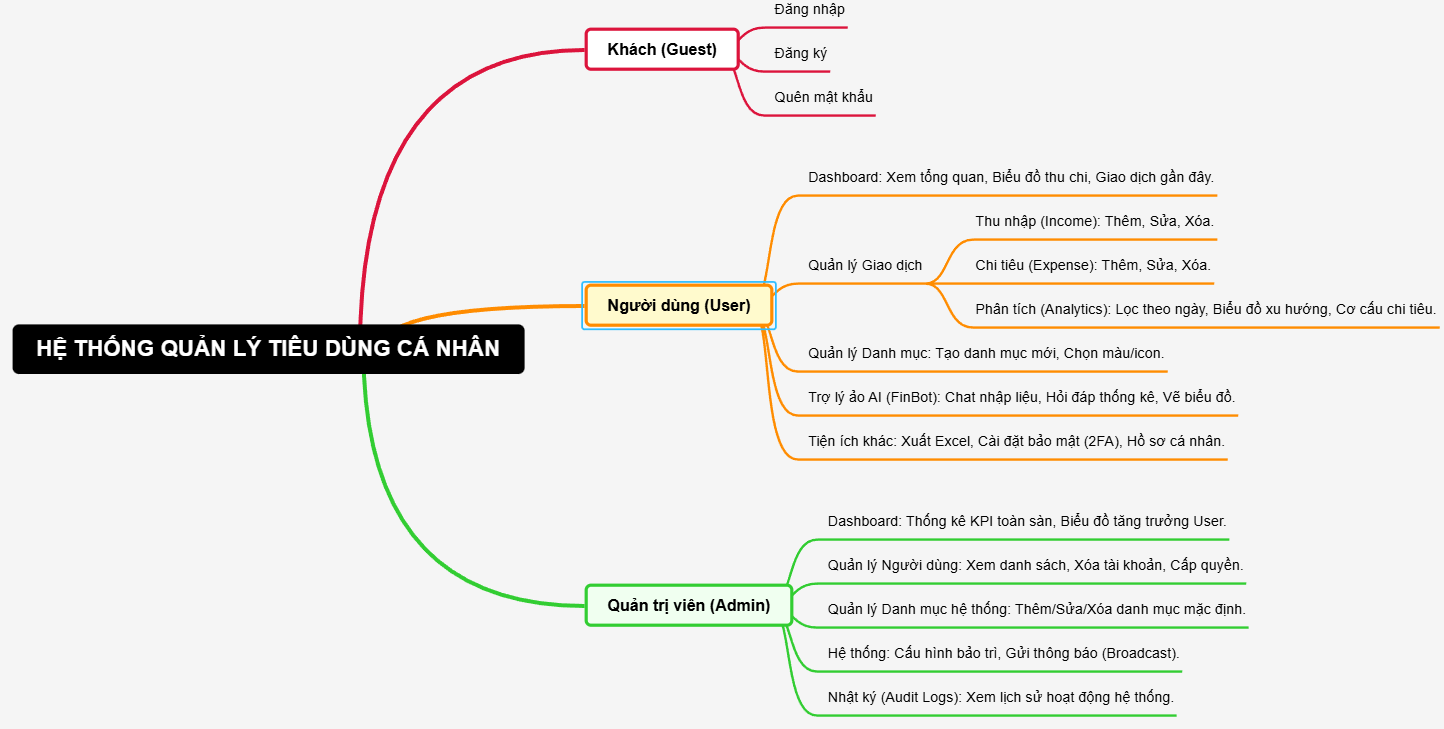 HỆ THỐNG QUẢN LÝ TIÊU DÙNG CÁ NHÂN
Khách (Guest)
Đăng nhập
Đăng ký
Quên mật khẩu
Người dùng (User)
Dashboard: Xem tổng quan, Biểu đồ thu chi, Giao dịch gần đây.
Quản lý Giao dịch
Thu nhập (Income): Thêm, Sửa, Xóa.
Chi tiêu (Expense): Thêm, Sửa, Xóa.
Phân tích (Analytics): Lọc theo ngày, Biểu đồ xu hướng, Cơ cấu chi tiêu.
Quản lý Danh mục: Tạo danh mục mới, Chọn màu/icon.
Trợ lý ảo AI (FinBot): Chat nhập liệu, Hỏi đáp thống kê, Vẽ biểu đồ.
Tiện ích khác: Xuất Excel, Cài đặt bảo mật (2FA), Hồ sơ cá nhân.
Quản trị viên (Admin)
Dashboard: Thống kê KPI toàn sàn, Biểu đồ tăng trưởng User.
Quản lý Người dùng: Xem danh sách, Xóa tài khoản, Cấp quyền.
Quản lý Danh mục hệ thống: Thêm/Sửa/Xóa danh mục mặc định.
Hệ thống: Cấu hình bảo trì, Gửi thông báo (Broadcast).
Nhật ký (Audit Logs): Xem lịch sử hoạt động hệ thống.